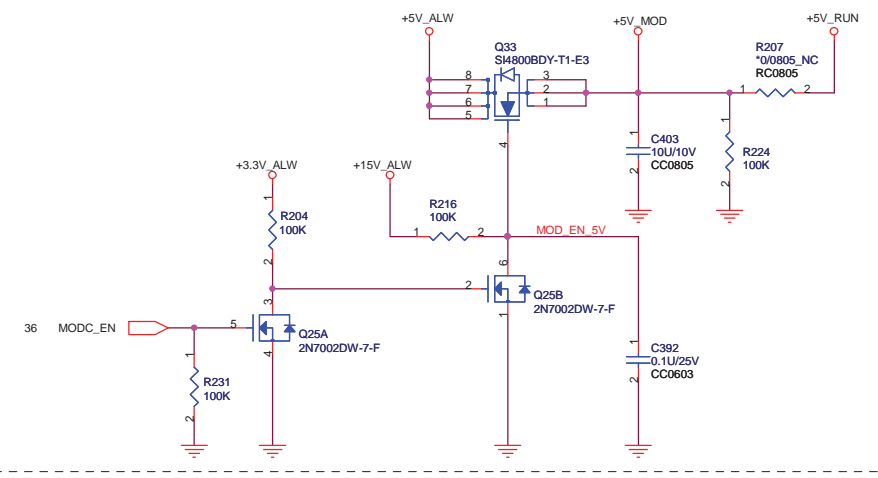 +5V_ALW
+5V_MOD
+5V_RUN
Q33
SI4800BDY-T1-E3
R207
*0/0805_NC
RC0805
8
7
6
5
3
2
1
4
1
2
1
2
C403
10U/10V
CC0805
1
2
R224
100K
+3.3V_ALW
+15V_ALW
1
2
R204
100K
R216
100K
1
2
MOD_EN_5V
6
2
1
Q25B
2N7002DW-7-F
3
5
4
Q25A
2N7002DW-7-F
36
MODC_EN
1
2
R231
100K
1
2
C392
0.1U/25V
CC0603